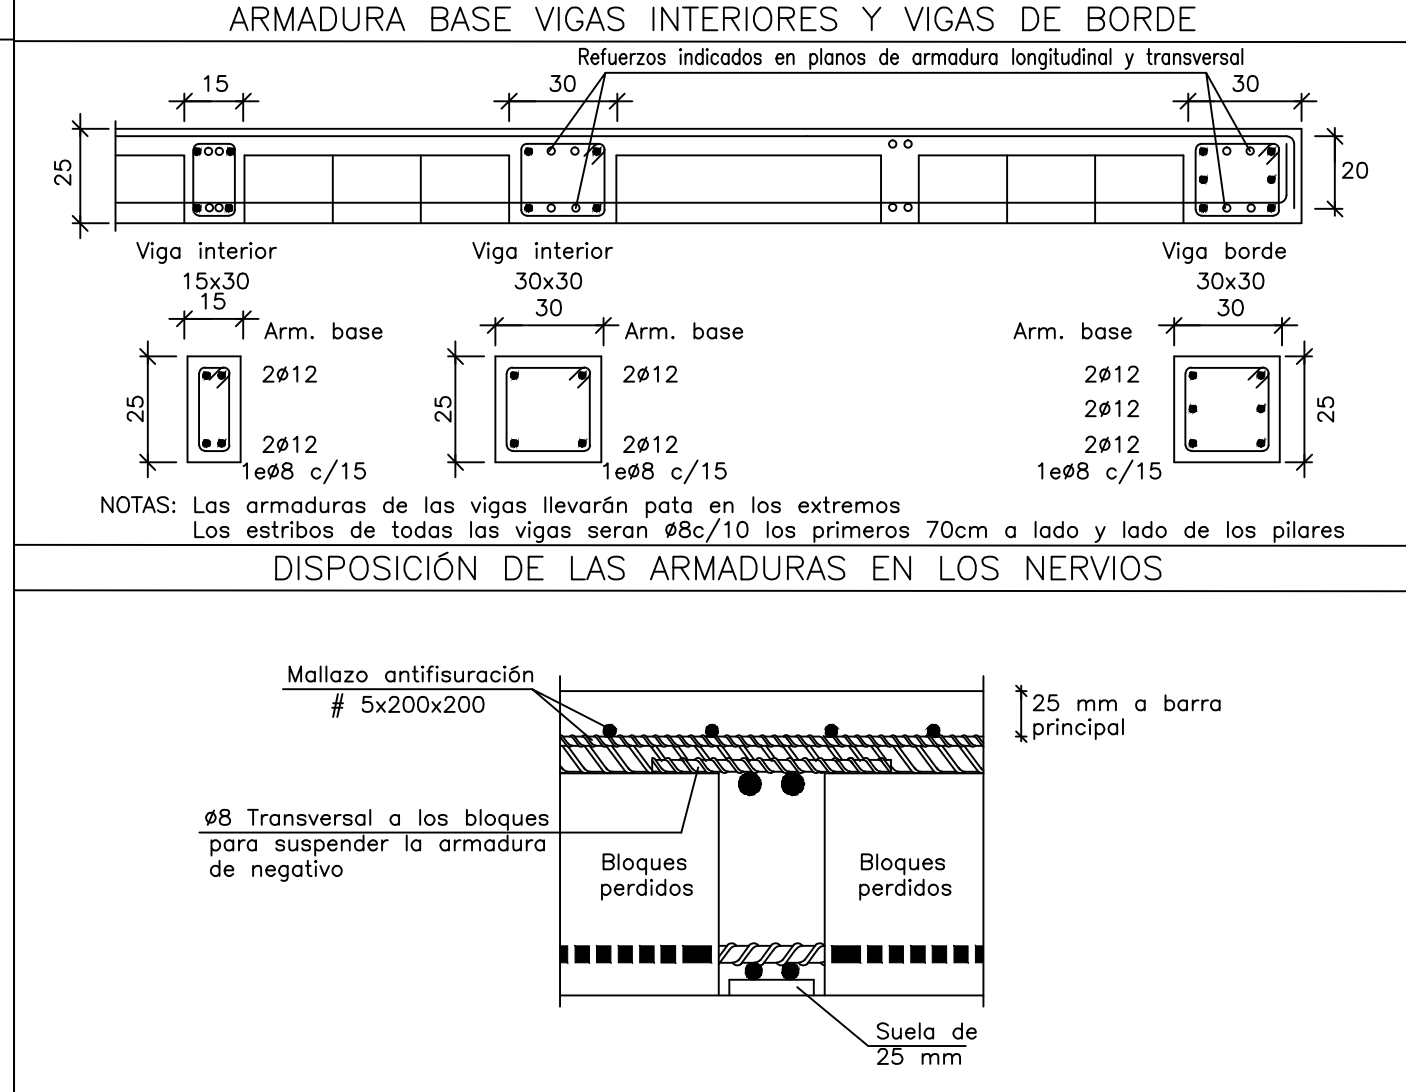 ARMADURA BASE VIGAS INTERIORES Y VIGAS DE BORDE
Refuerzos indicados en planos de armadura longitudinal y transversal
15
30
30
25
20
Viga interior
15x30
Viga interior
30x30
Viga borde
30x30
15
30
30
Arm. base
Arm. base
Arm. base
2ø12
2ø12
2ø12
25
25
2ø12
25
2ø12
2ø12
2ø12
1eø8 c/15
1eø8 c/15
1eø8 c/15
NOTAS: Las armaduras de las vigas llevarán pata en los extremos
Los estribos de todas las vigas seran ø8c/10 los primeros 70cm a lado y lado de los pilares
DISPOSICIÓN DE LAS ARMADURAS EN LOS NERVIOS
Mallazo antifisuración
# 5x200x200
25 mm a barra
principal
ø8 Transversal a los bloques
para suspender la armadura
de negativo
Bloques
perdidos
Bloques
perdidos
Suela de
25 mm